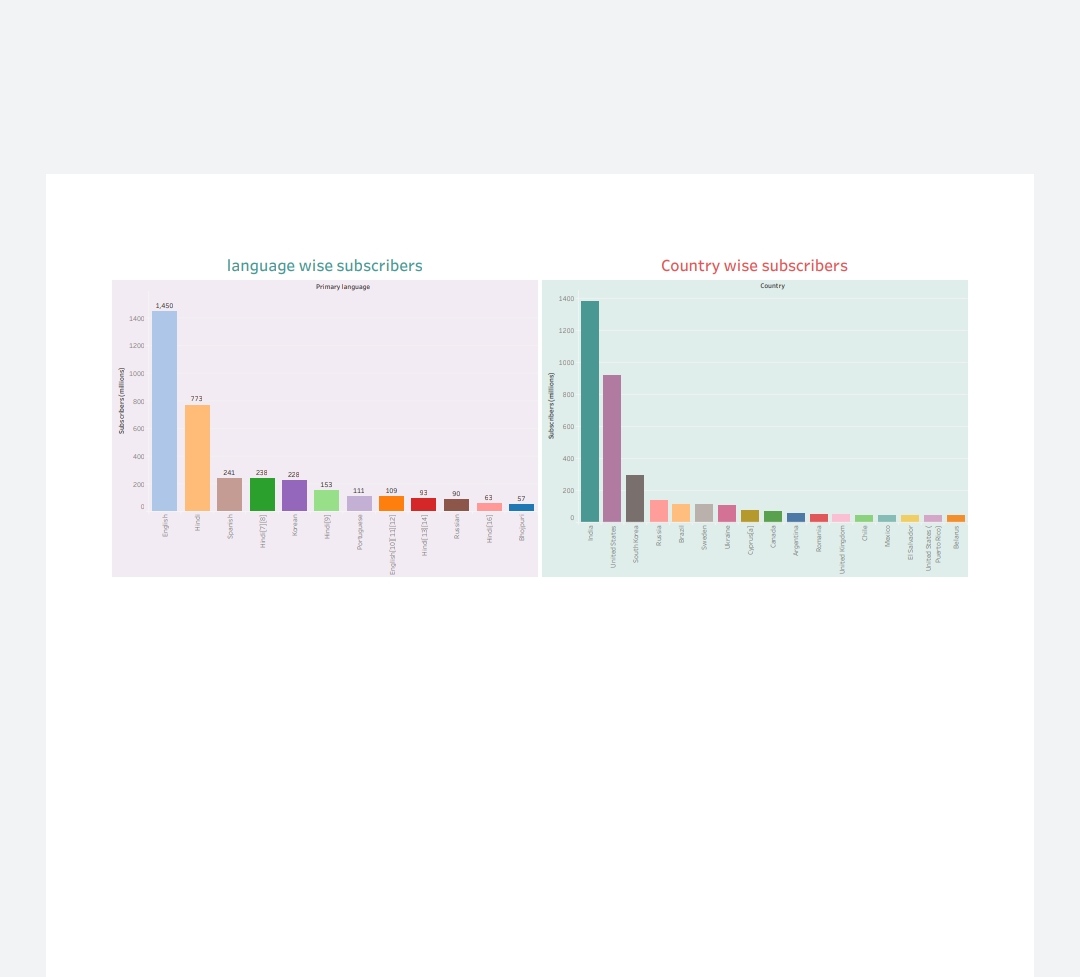 language wise subscribers
Primary language
Subscribers (millions)
1400
1200
1000
800
600
400
200
0
1,450
773
241
238
228
153
111
109
93
90
63
57
English
Hindi
Spanish
Hindi[7][8]
Korean
Hindi[9]
Portuguese
English[10][11][12]
Hindi[13][14]
Russian
Hindi[16]
Bhojpuri
Country wise subscribers
Country
Subscribers (millions)
1400
1200
1000
800
600
400
200
0
India
United States
South Korea
Russia
Brazil
Sweden
Ukraine
Cyprus[a]
Canada
Argentina
Romania
United Kingdom
Chile
Mexico
El Salvador
United States (
Puerto Rico)
Belarus